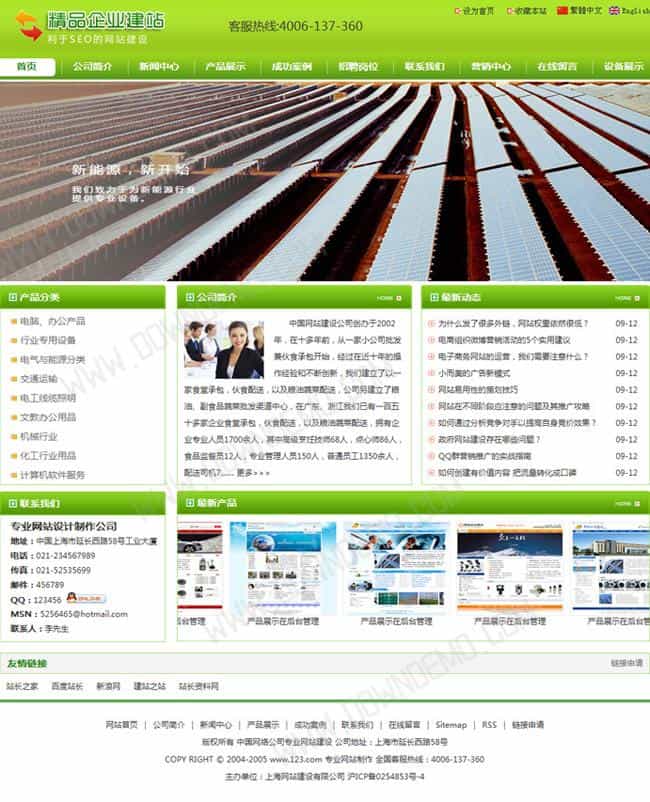 精品企业建站
利于SEO的网站建设
客服热线:4006-137-360
设为首页 收藏本站 繁體中文 English
首页 公司简介 新闻中心 产品展示 成功案例 招聘岗位 联系我们 营销中心 在线留言 设备展示
新能源，新开始
我们致力于为新能源行业
提供专业设备。
产品分类
电脑、办公产品
行业专用设备
电气与能源分类
交通运输
电工线缆照明
文教办公用品
机械行业
化工行业用品
计算机软件服务
公司简介 HOME
中国网站建设公司创办于2002
年，在十多年前，从一家小公司批发
兼伙食承包开始，经过在近十年的操
作经验和不断创新，我们建立了以一
家食堂承包，伙食配送，以及粮油蔬菜配送，公司另建立了粮
油、副食品蔬菜批发渠道中心，在广东、浙江我们已有一百五
十多家企业食堂承包，伙食配送，以及粮油蔬菜配送，拥有企
业专业人员1700余人，其中高级烹饪技师68人，点心师86人，
食品监督员12人，专业管理人员150人，普通员工1350余人，
配送司机7...... 更多>>>
最新动态 HOME
为什么发了很多外链，网站权重依然很低？ 09-12
电商组织微博营销活动的5个实用建议 09-12
电子商务网站的运营，我们需要注意什么？ 09-12
小而美的广告新模式 09-12
网站易用性的策划技巧 09-12
网站在不同阶段应注意的问题及其推广攻略 09-12
如何通过分析竞争对手以提高自身竞价效果？ 09-12
政府网站建设存在哪些问题？ 09-12
QQ群营销推广的实战指南 09-12
如何创建有价值内容 把流量转化成口碑 09-12
联系我们
专业网站设计制作公司
地址：中国上海市延长西路58号工业大厦
电话：021-234567989
传真：021-52535699
邮件：456789
QQ：123456
MSN：5256465@hotmail.com
联系人：李先生
最新产品 HOME
在后台管理 产品展示在后台管理 产品展示在后台管理 产品展示在后台管理 产品展示在后
友情链接 链接申请
站长之家 百度站长 新浪网 建站之站 站长资料网
网站首页 | 公司简介 | 新闻中心 | 产品展示 | 成功案例 | 联系我们 | 在线留言 | Sitemap | RSS | 链接申请
版权所有 中国网络公司专业网站建设 公司地址：上海市延长西路58号
COPY RIGHT © 2004-2005 www.123.com 专业网站制作 全国客服热线：4006-137-360
主办单位：上海网站建设有限公司 沪ICP备0254853号-4
WWW.DOWNDEMO.COM